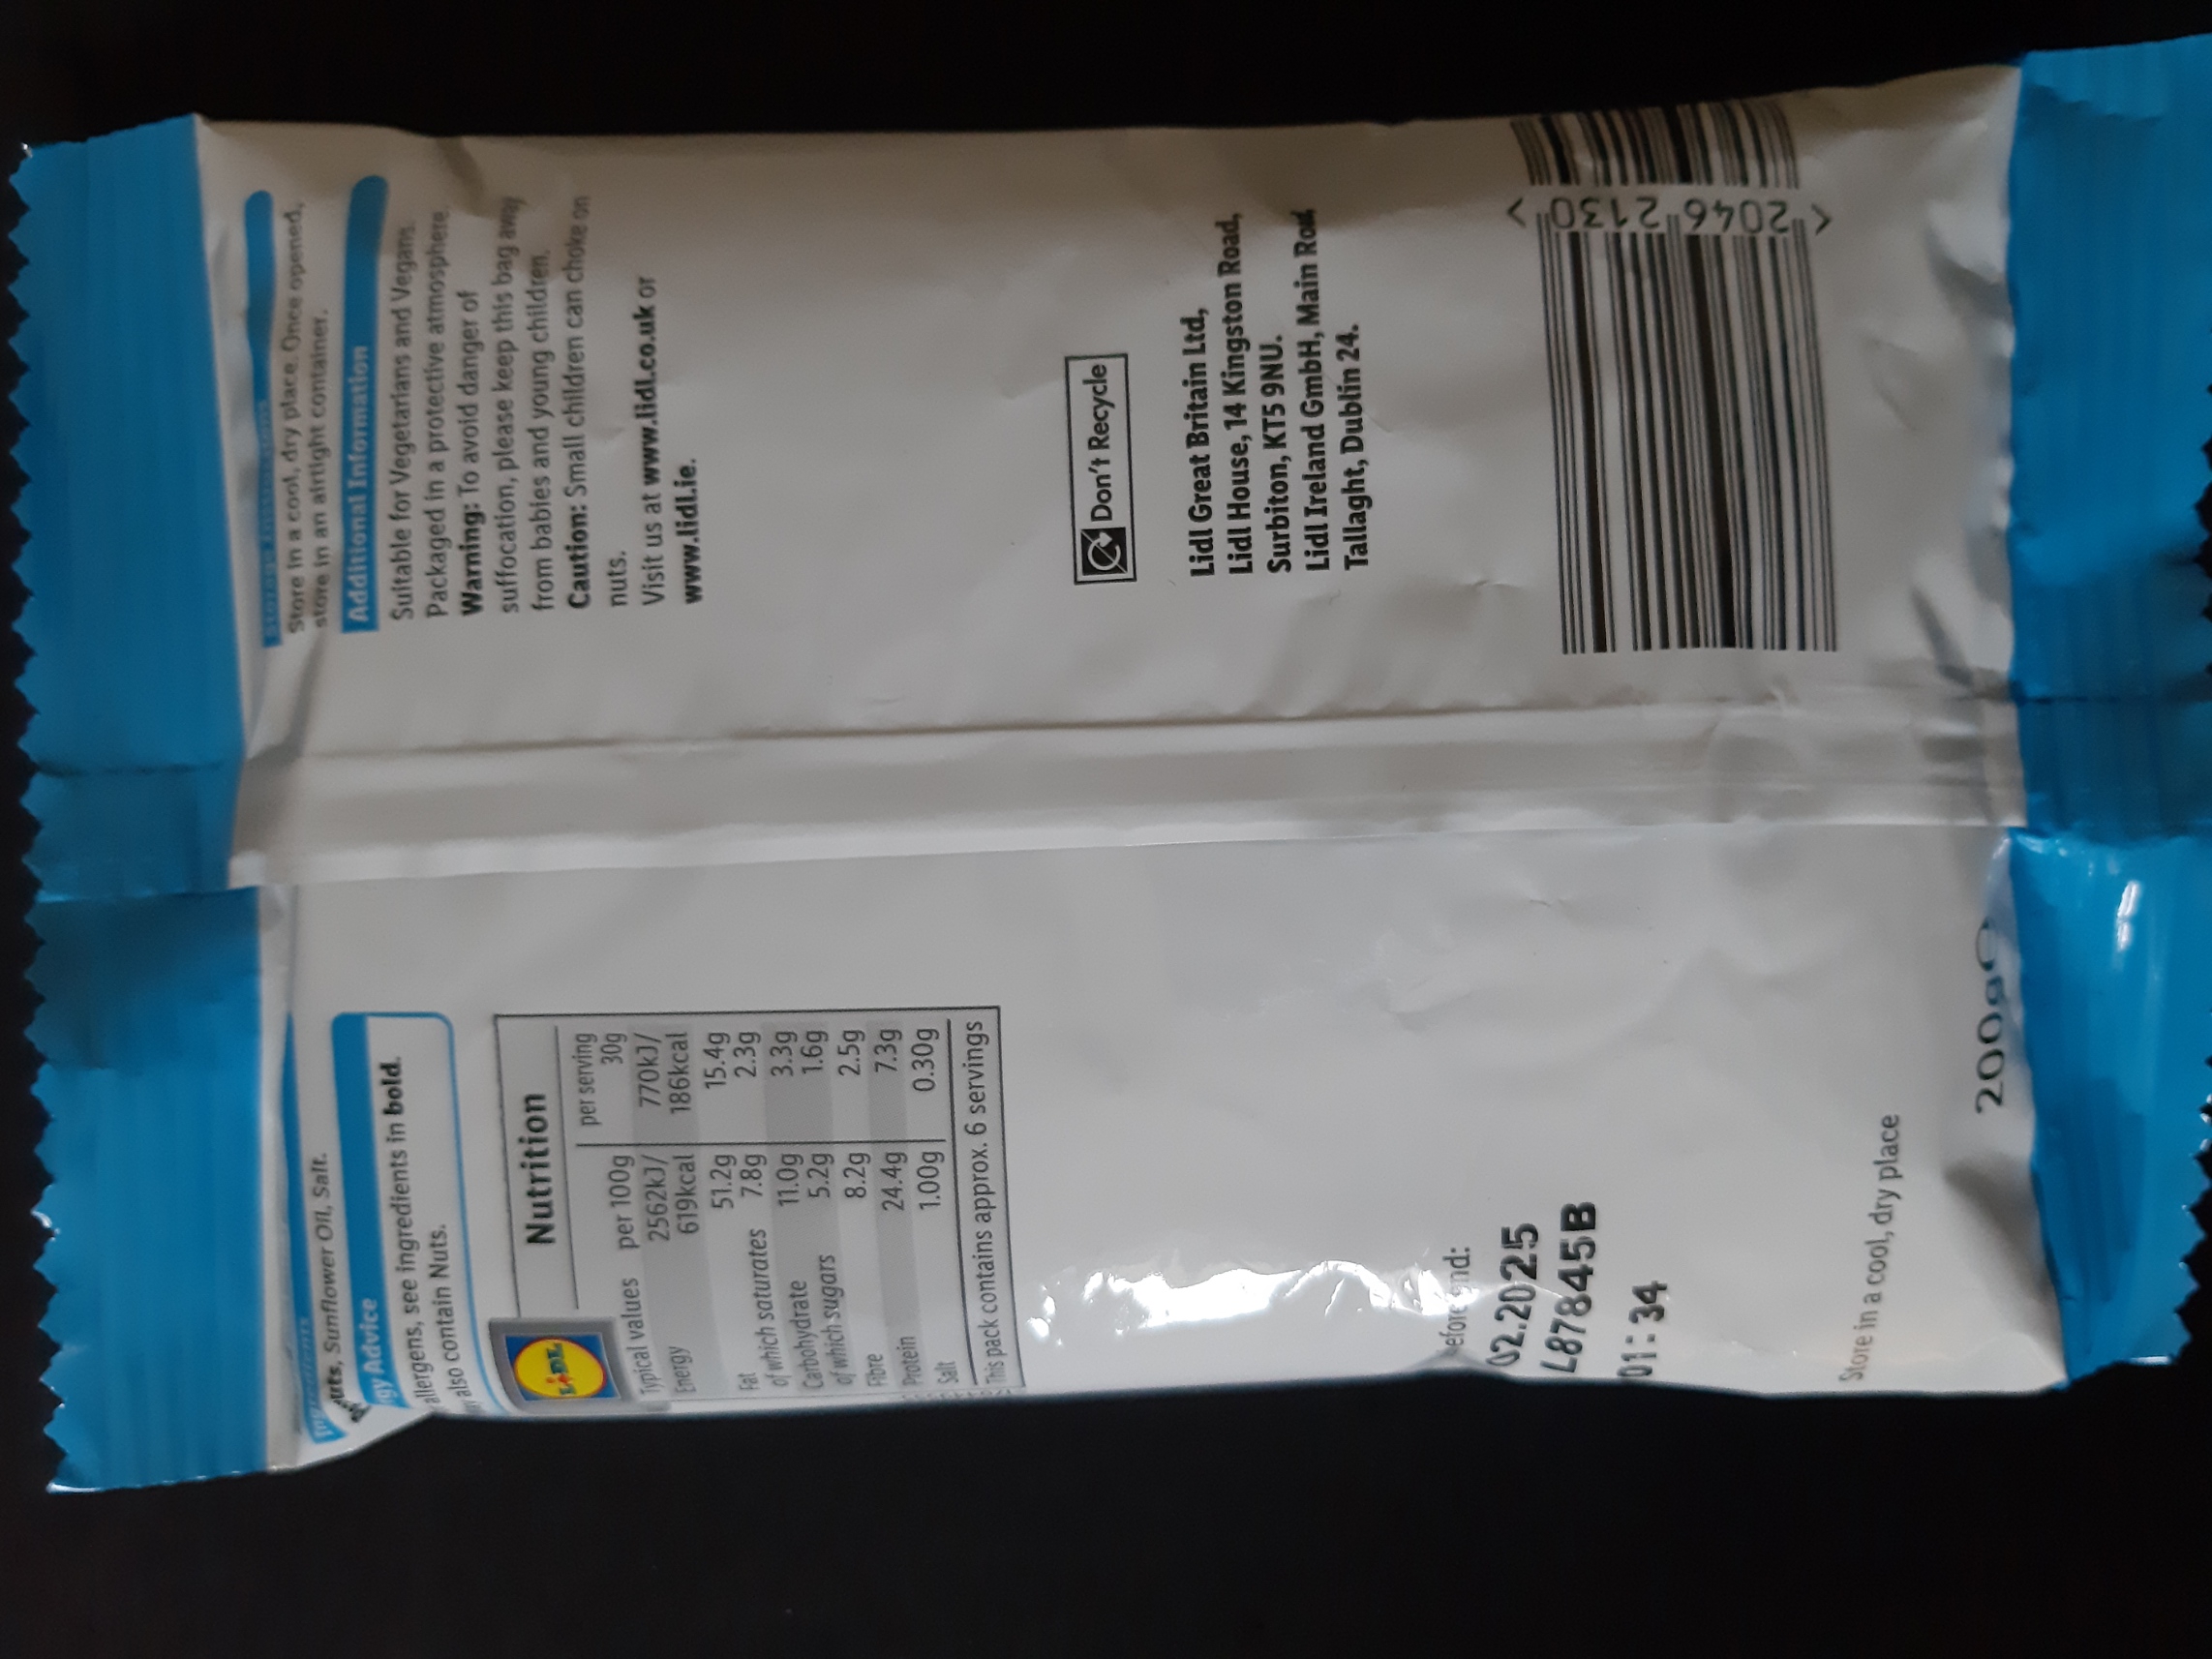 Ingredients
uts, Sunflower Oil, Salt.
gy Advice
allergens, see ingredients in bold.
also contain Nuts.
LIDL
Nutrition
Typical values per 100g per serving 30g
Energy 2562kJ/ 770kJ/
619kcal 186kcal
Fat 51.2g 15.4g
of which saturates 7.8g 2.3g
Carbohydrate 11.0g 3.3g
of which sugars 5.2g 1.6g
Fibre 8.2g 2.5g
Protein 24.4g 7.3g
Salt 1.00g 0.30g
This pack contains approx. 6 servings
efore end:
02.2025
L87845B
01:34
Store in a cool, dry place
200g
Storage Instructions
Store in a cool, dry place. Once opened,
store in an airtight container.
Additional Information
Suitable for Vegetarians and Vegans.
Packaged in a protective atmosphere.
Warning: To avoid danger of
suffocation, please keep this bag away
from babies and young children.
Caution: Small children can choke on
nuts.
Visit us at www.lidl.co.uk or
www.lidl.ie.
Don't Recycle
Lidl Great Britain Ltd,
Lidl House, 14 Kingston Road,
Surbiton, KT5 9NU.
Lidl Ireland GmbH, Main Road
Tallaght, Dublin 24.
< 2046 2130 >